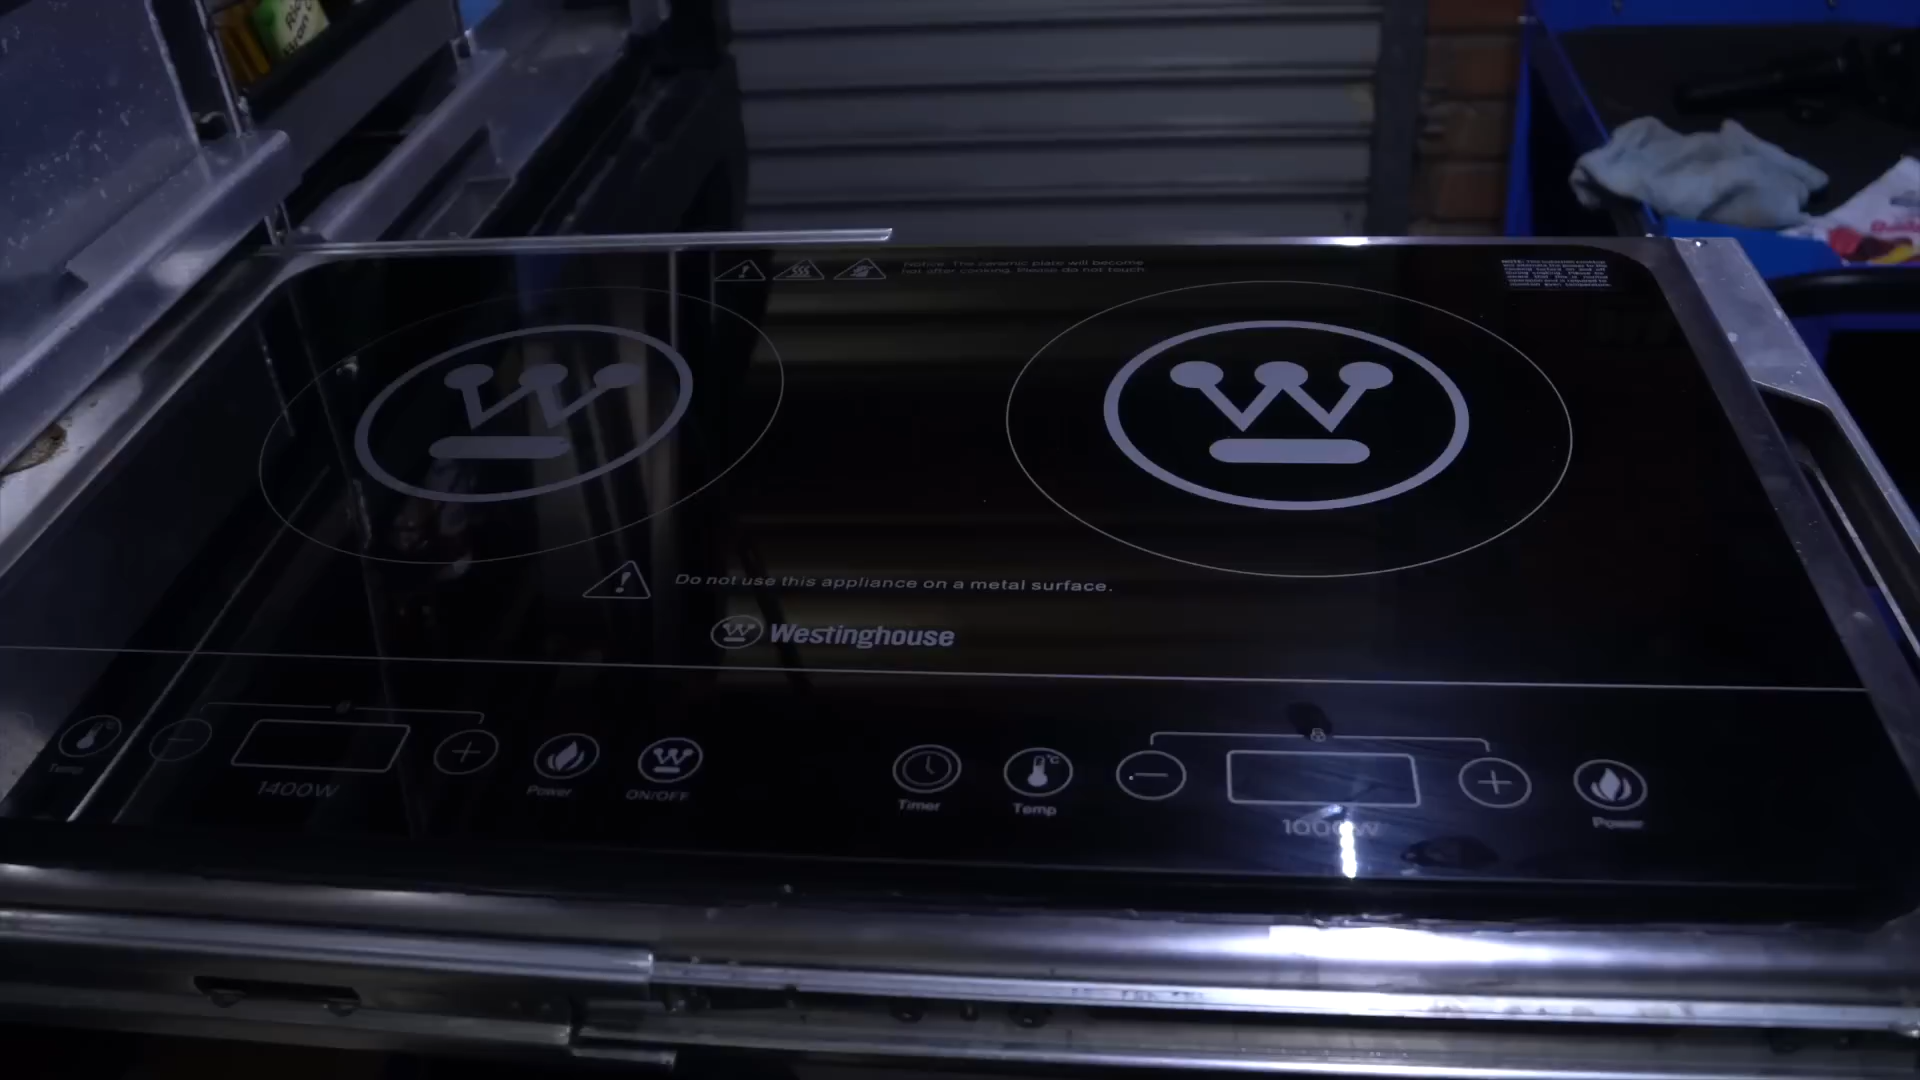 Notice: The ceramic plate will become
hot after cooking. Please do not touch.
Do not use this appliance on a metal surface.
Westinghouse
Temp
1400W
Power
ON/OFF
Timer
Temp
°C
1000W
Power